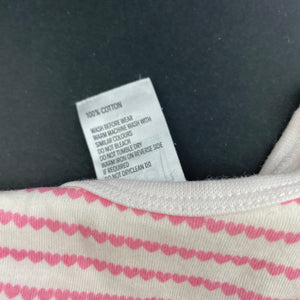 100% COTTON
WASH BEFORE WEAR
WARM MACHINE WASH WITH
SIMILAR COLOURS
DO NOT BLEACH
DO NOT TUMBLE DRY
WARM IRON ON REVERSE SIDE
IF NEEDED
DO NOT DRYCLEAN